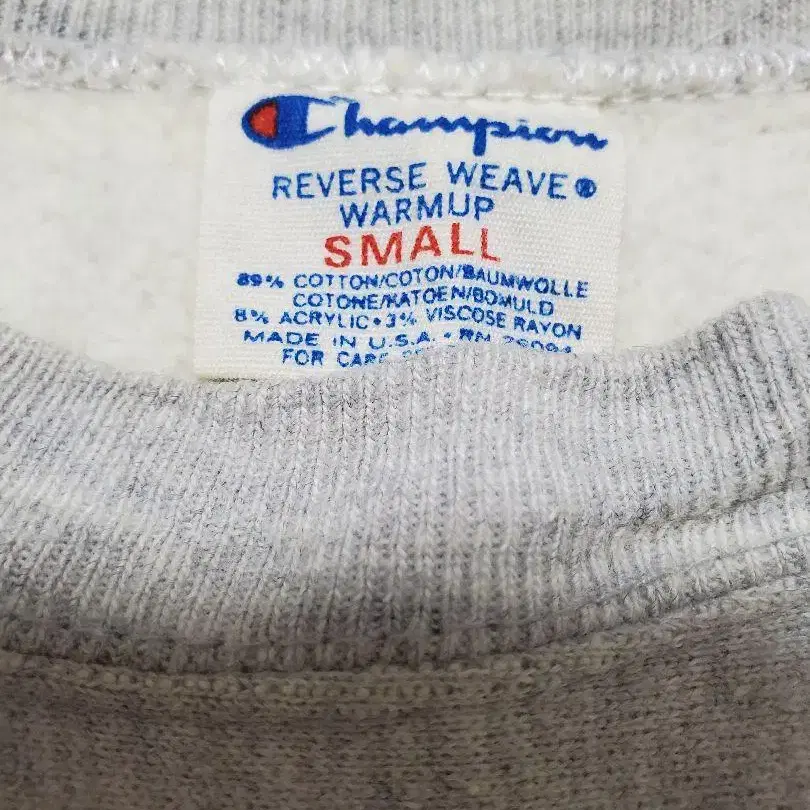 Champion
REVERSE WEAVE®
WARMUP
SMALL
89% COTTON/COTON/BAUMWOLLE
COTONE/KATOEN/BOMULD
8% ACRYLIC • 3% VISCOSE RAYON
MADE IN U.S.A. • RN
FOR CARE